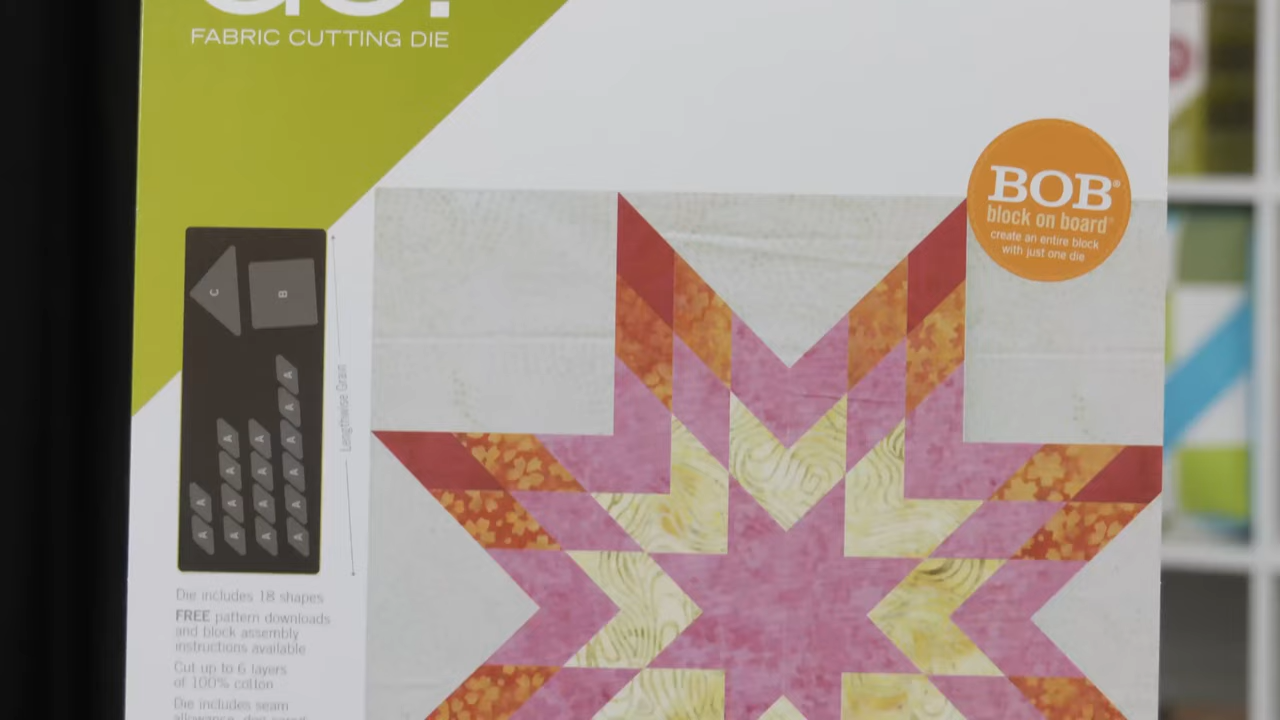 GO!
FABRIC CUTTING DIE
BOB®
block on board®
create an entire block
with just one die
C
B
A
A
A A
A A A
A A A
A A A
Lengthwise Grain
Die includes 18 shapes
FREE pattern downloads
and block assembly
instructions available
Cut up to 6 layers
of 100% cotton
Die includes seam